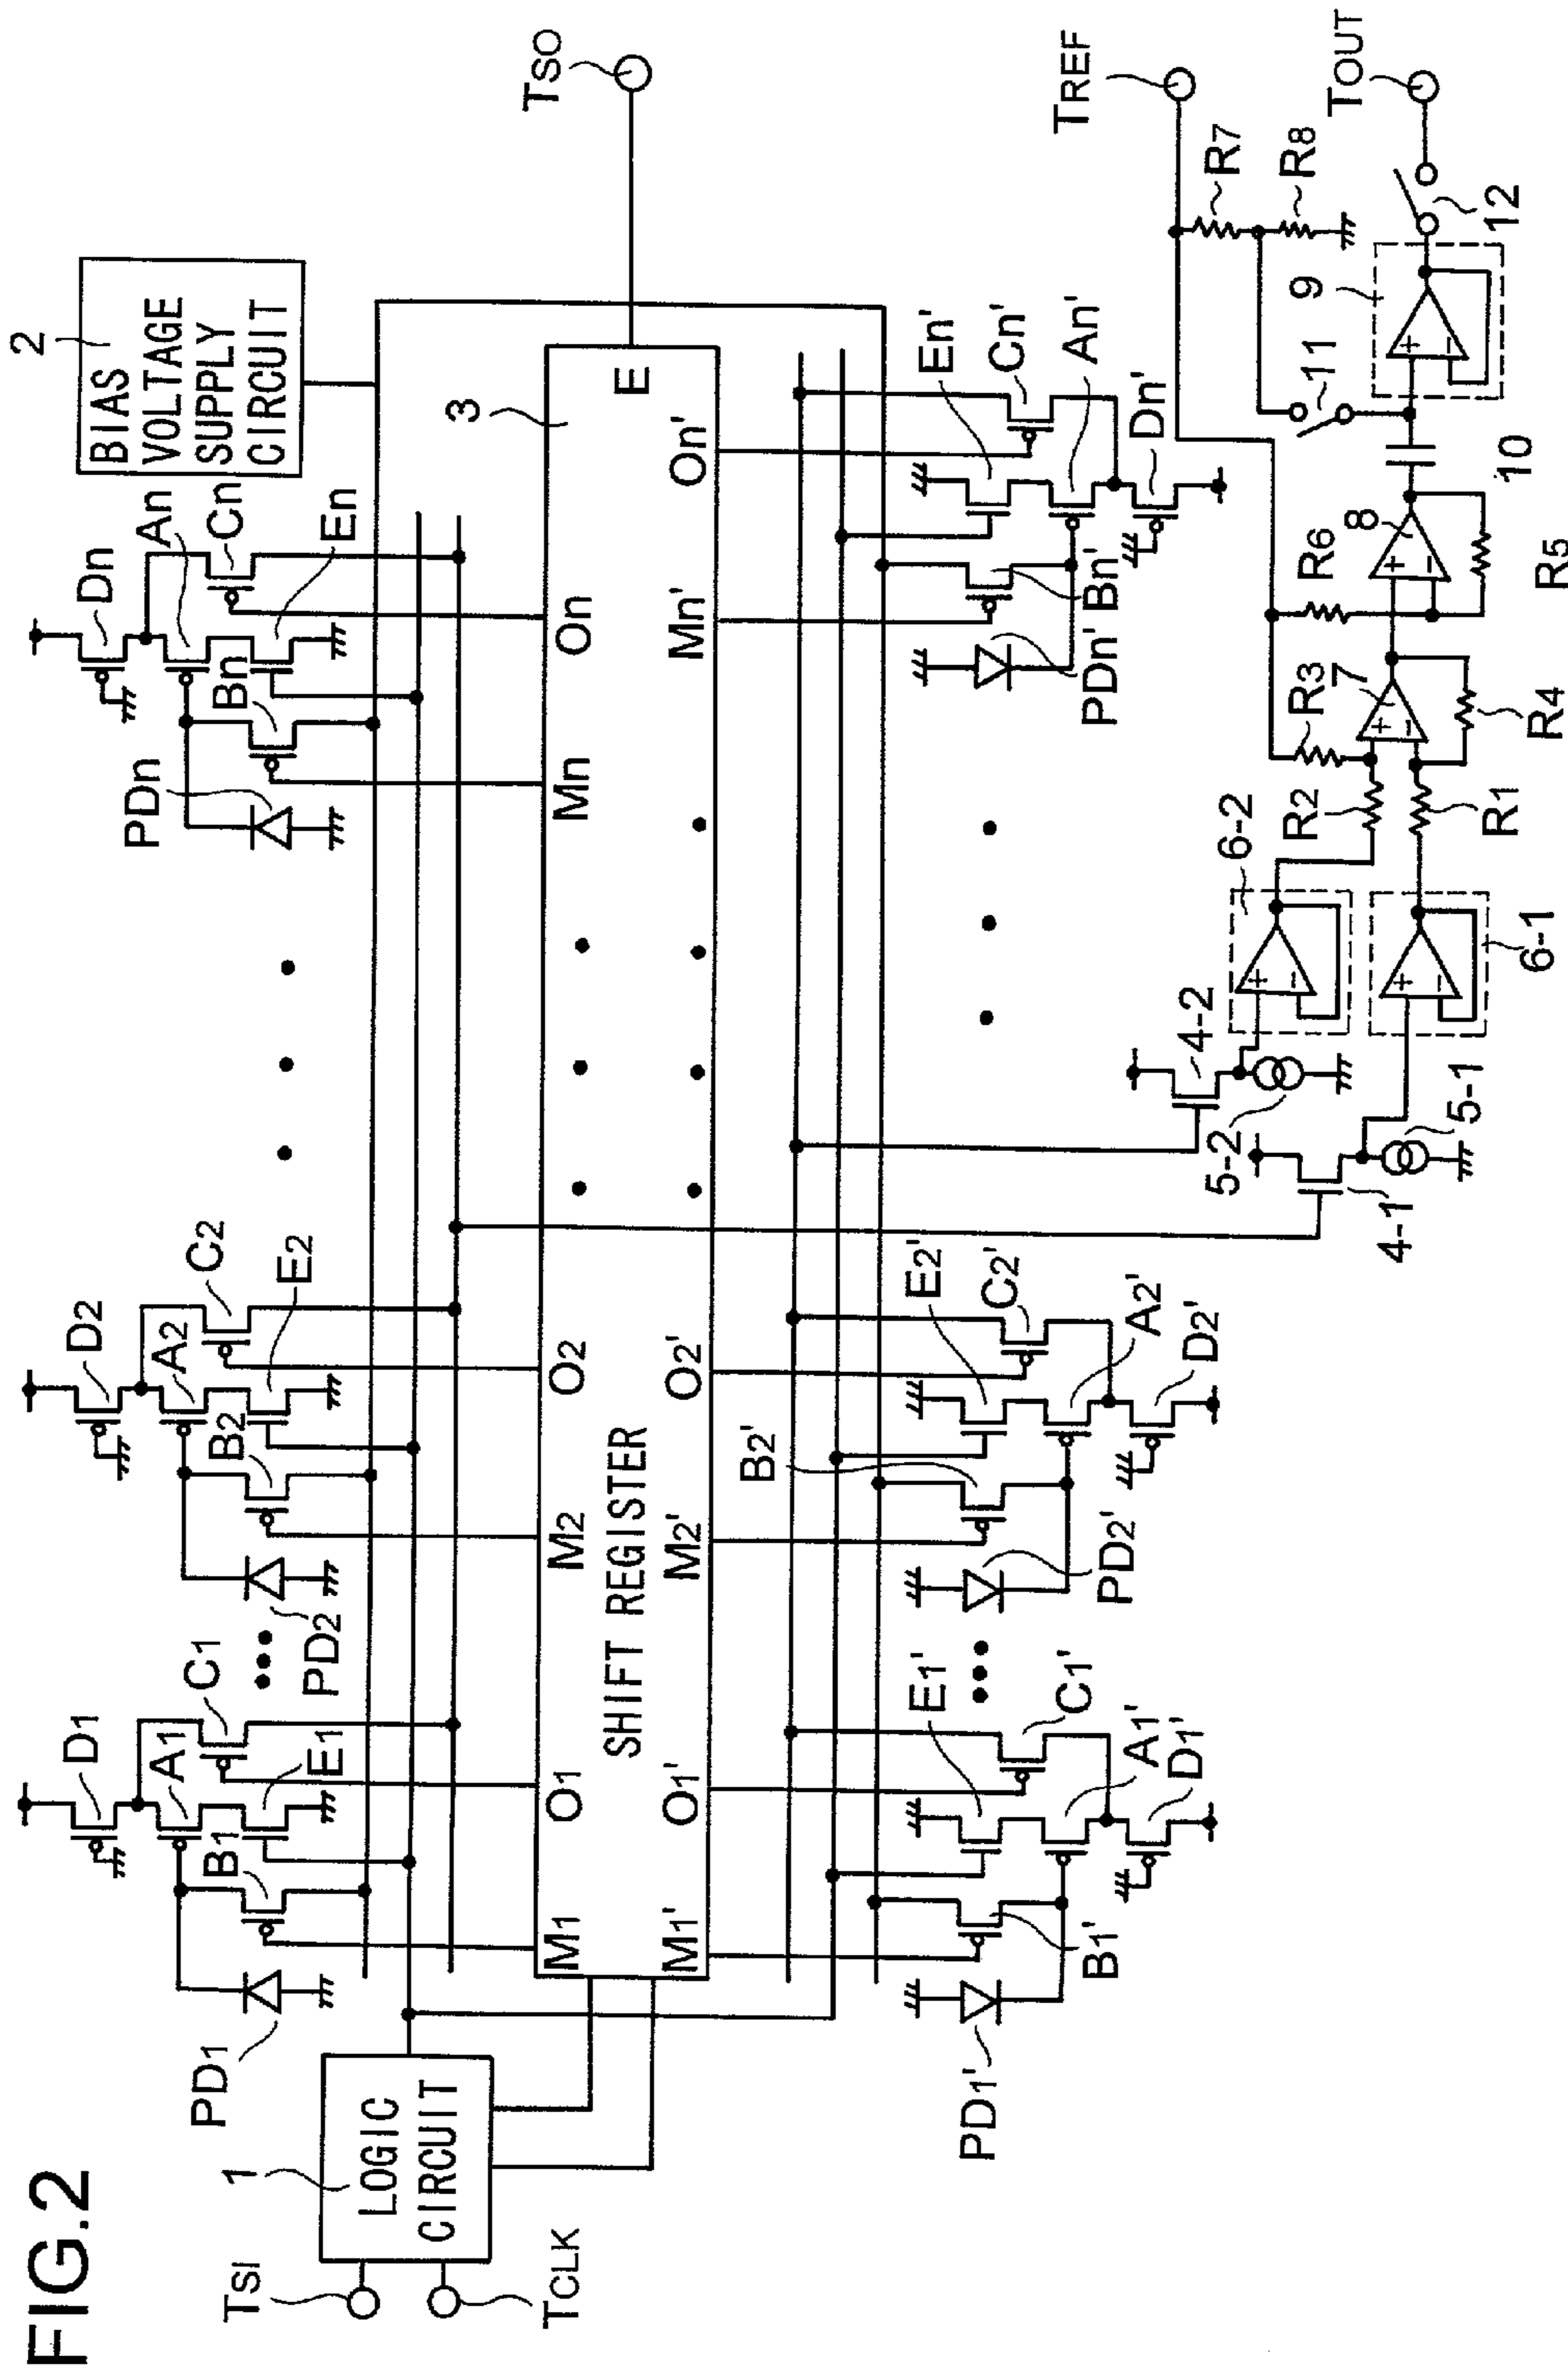 FIG.2
TSI
TCLK
1
LOGIC
CIRCUIT
2
BIAS
VOLTAGE
SUPPLY
CIRCUIT
3
SHIFT REGISTER
E
TSO
PD1
B1
D1
A1
E1
C1
PD2
B2
D2
A2
E2
C2
PDn
Bn
Dn
An
En
Cn
M1
O1
M2
O2
Mn
On
M1'
O1'
M2'
O2'
Mn'
On'
PD1'
B1'
E1'
C1'
A1'
D1'
PD2'
B2'
E2'
C2'
A2'
D2'
PDn'
Bn'
En'
Cn'
An'
Dn'
4-1
5-1
4-2
5-2
6-2
6-1
R2
R1
R3
7
R4
R6
8
R5
10
11
9
12
R7
R8
TREF
TOUT
+
−
+
−
+
−
+
−
+
−